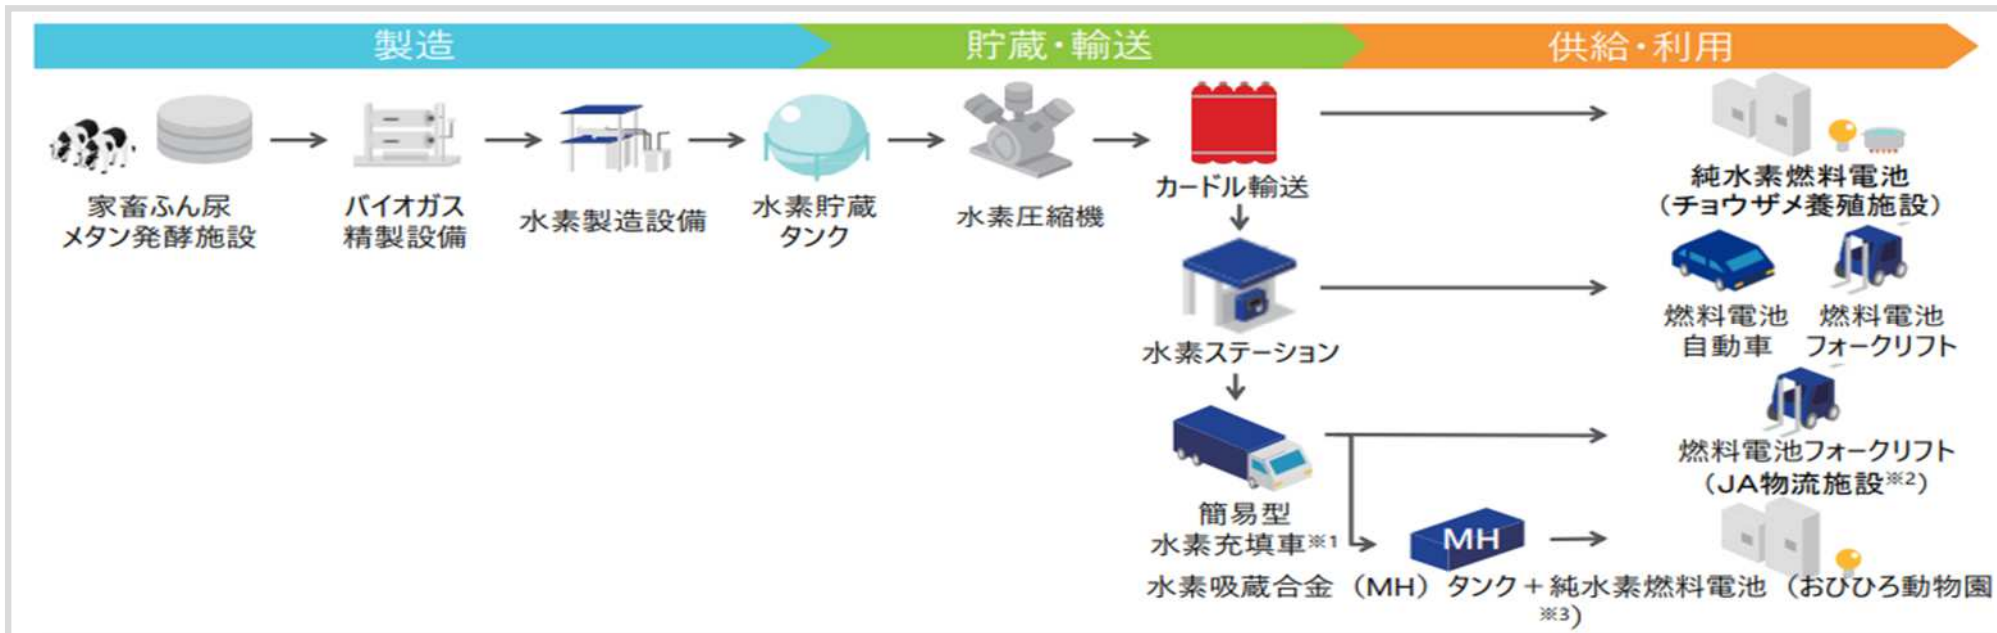 製造
貯蔵・輸送
供給・利用
家畜ふん尿
メタン発酵施設
バイオガス
精製設備
水素製造設備
水素貯蔵
タンク
水素圧縮機
カードル輸送
純水素燃料電池
(チョウザメ養殖施設)
水素ステーション
燃料電池
自動車
燃料電池
フォークリフト
簡易型
水素充填車※1
燃料電池フォークリフト
(JA物流施設※2)
MH
水素吸蔵合金(MH)タンク+純水素燃料電池(おびひろ動物園
※3)